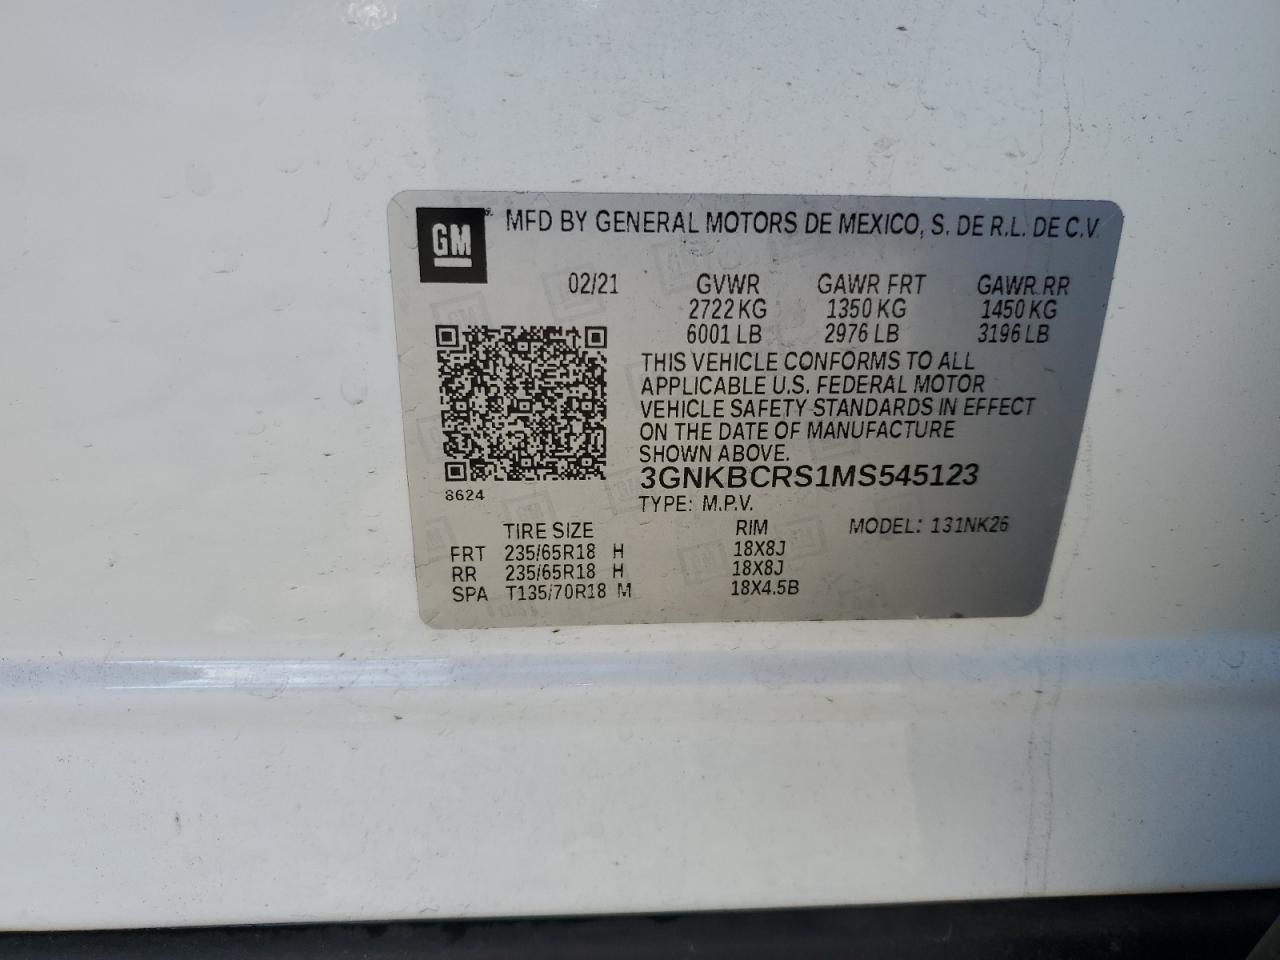 GM
MFD BY GENERAL MOTORS DE MEXICO, S. DE R.L. DE C.V.
02/21 GVWR GAWR FRT GAWR RR
2722 KG 1350 KG 1450 KG
6001 LB 2976 LB 3196 LB
THIS VEHICLE CONFORMS TO ALL
APPLICABLE U.S. FEDERAL MOTOR
VEHICLE SAFETY STANDARDS IN EFFECT
ON THE DATE OF MANUFACTURE
SHOWN ABOVE.
3GNKBCRS1MS545123
8624
TYPE: M.P.V.
TIRE SIZE RIM MODEL: 131NK26
FRT 235/65R18 H 18X8J
RR 235/65R18 H 18X8J
SPA T135/70R18 M 18X4.5B